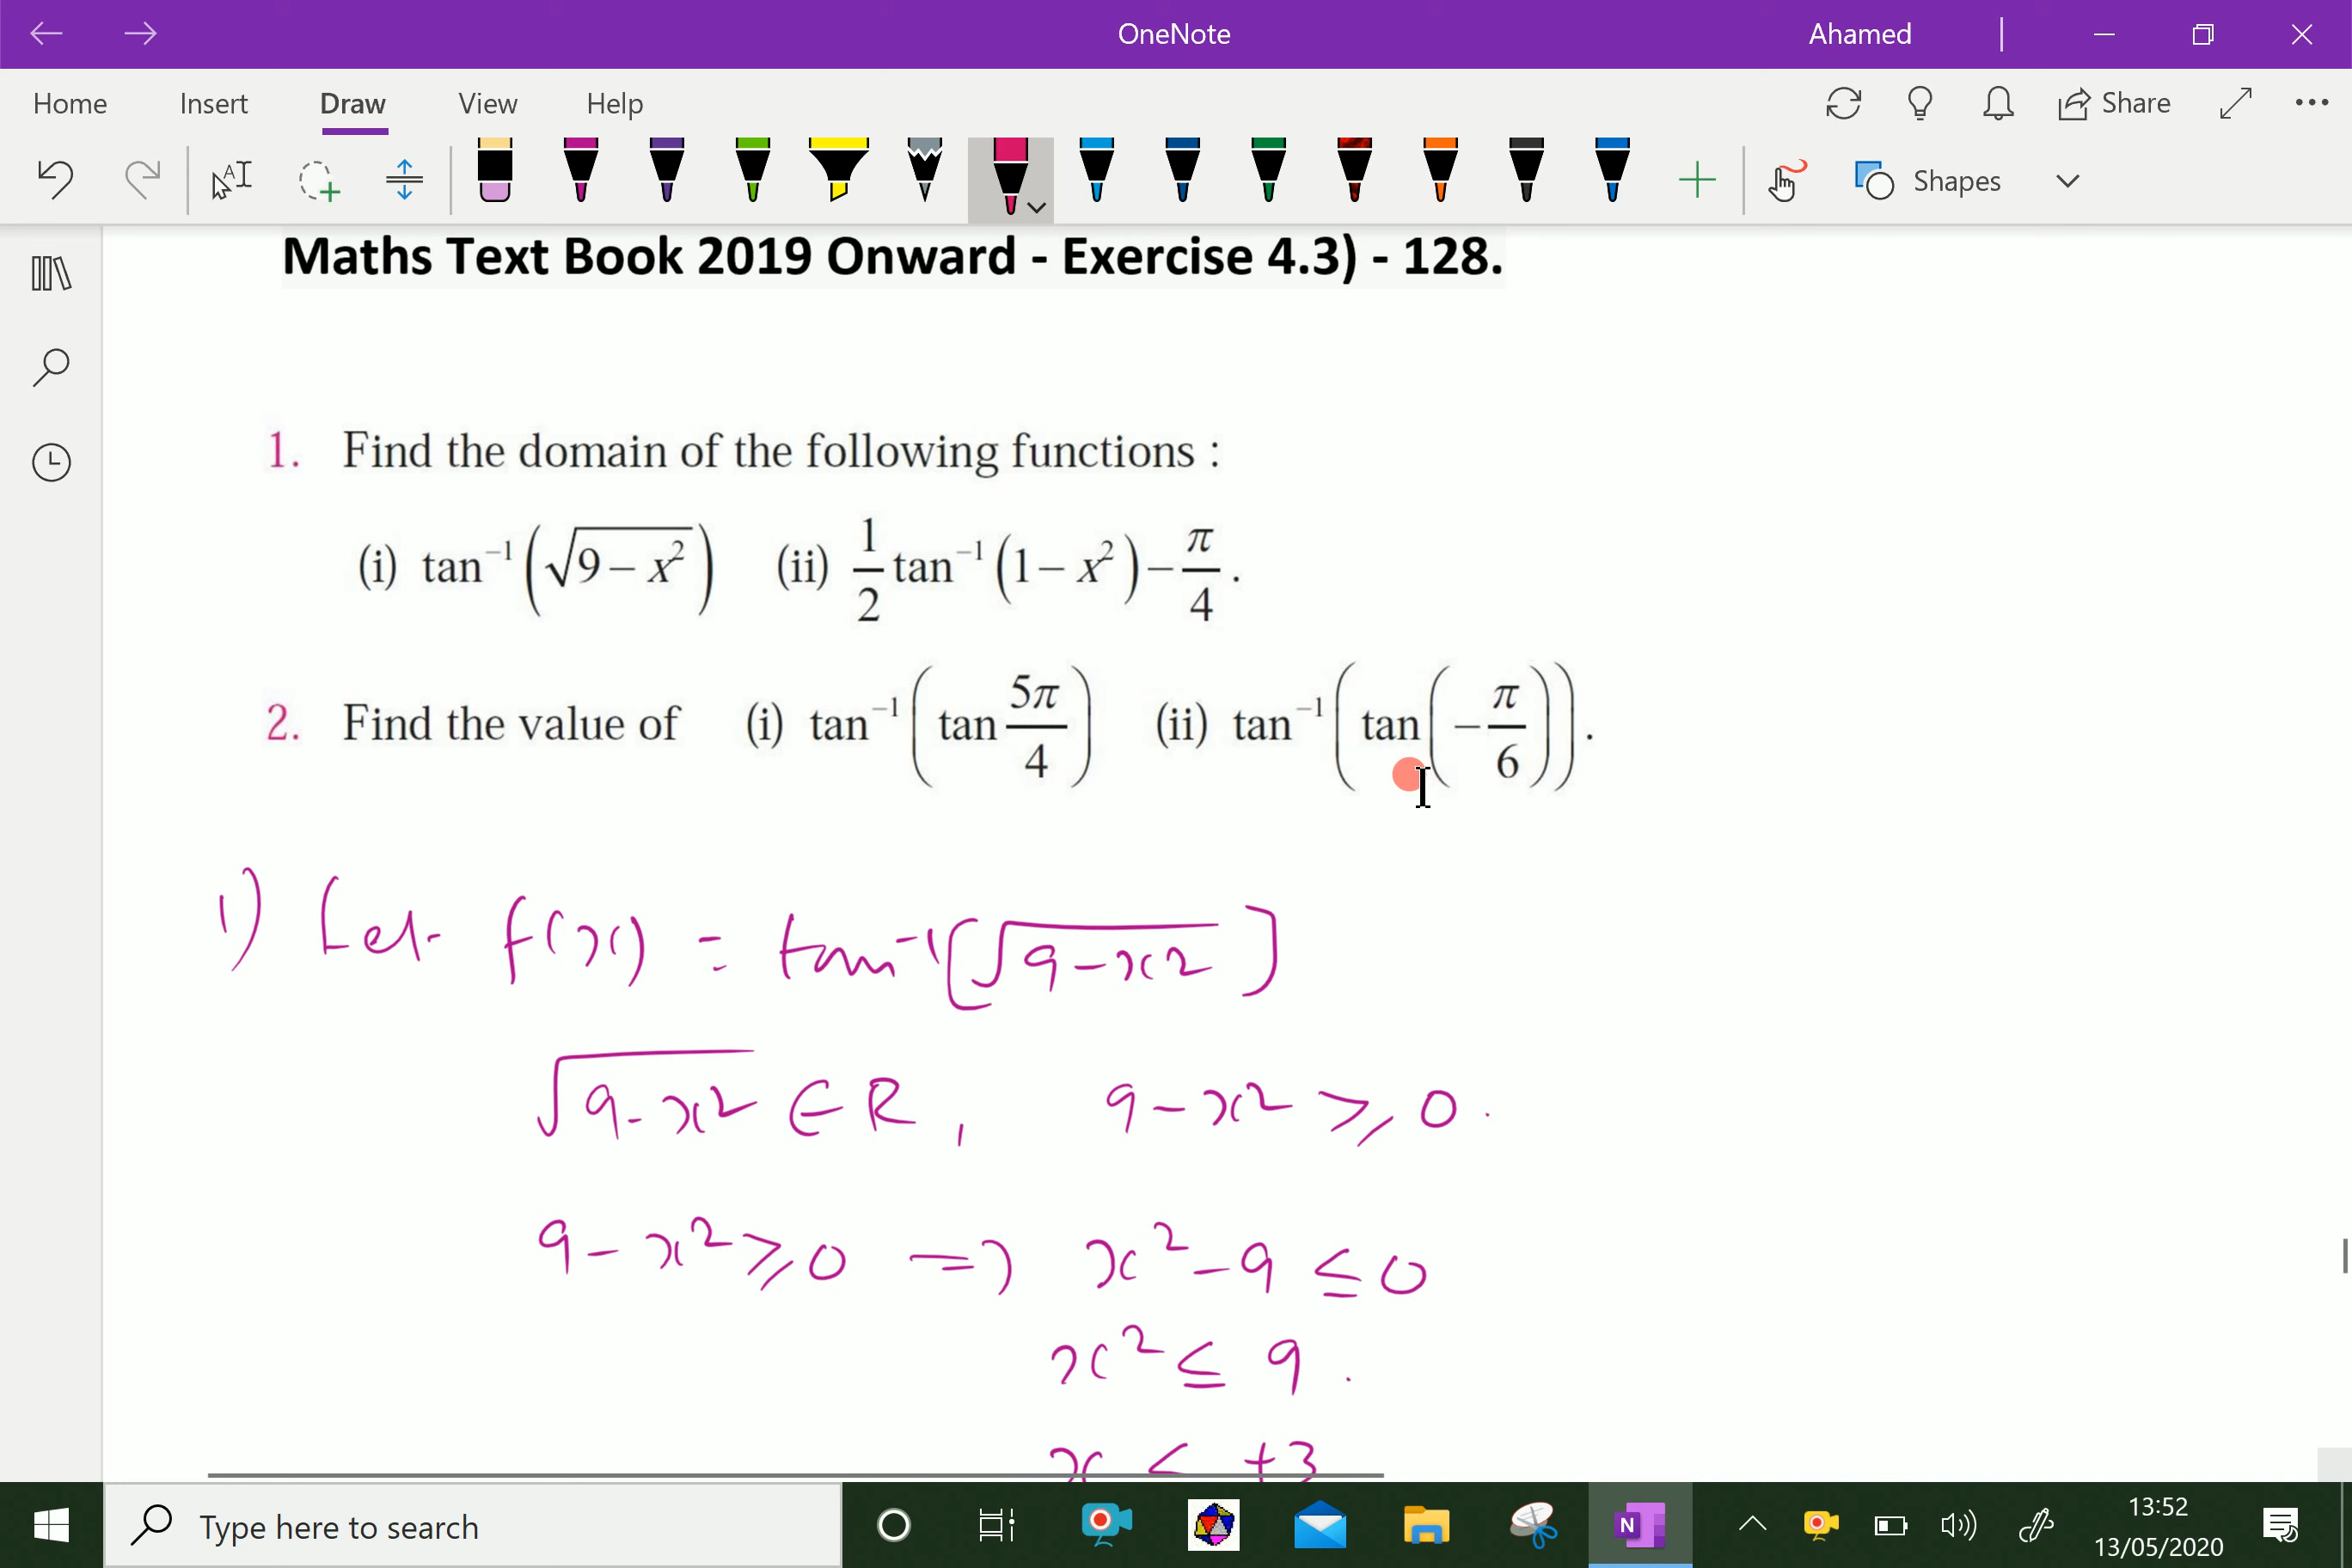 OneNote
Ahamed
Home Insert Draw View Help
Share
Shapes
Maths Text Book 2019 Onward - Exercise 4.3) - 128.
1. Find the domain of the following functions :
(i) tan⁻¹(√(9 − x²)) (ii) 1/2 tan⁻¹(1 − x²) − π/4 .
2. Find the value of (i) tan⁻¹(tan 5π/4) (ii) tan⁻¹(tan(−π/6)).
1) Let f(x) = tan⁻¹[√(9-x²)]
√(9-x²) ∈ R, 9-x² ≥ 0.
9-x² ≥ 0 => x²-9 ≤ 0
x² ≤ 9.
Type here to search
N
13:52
13/05/2020